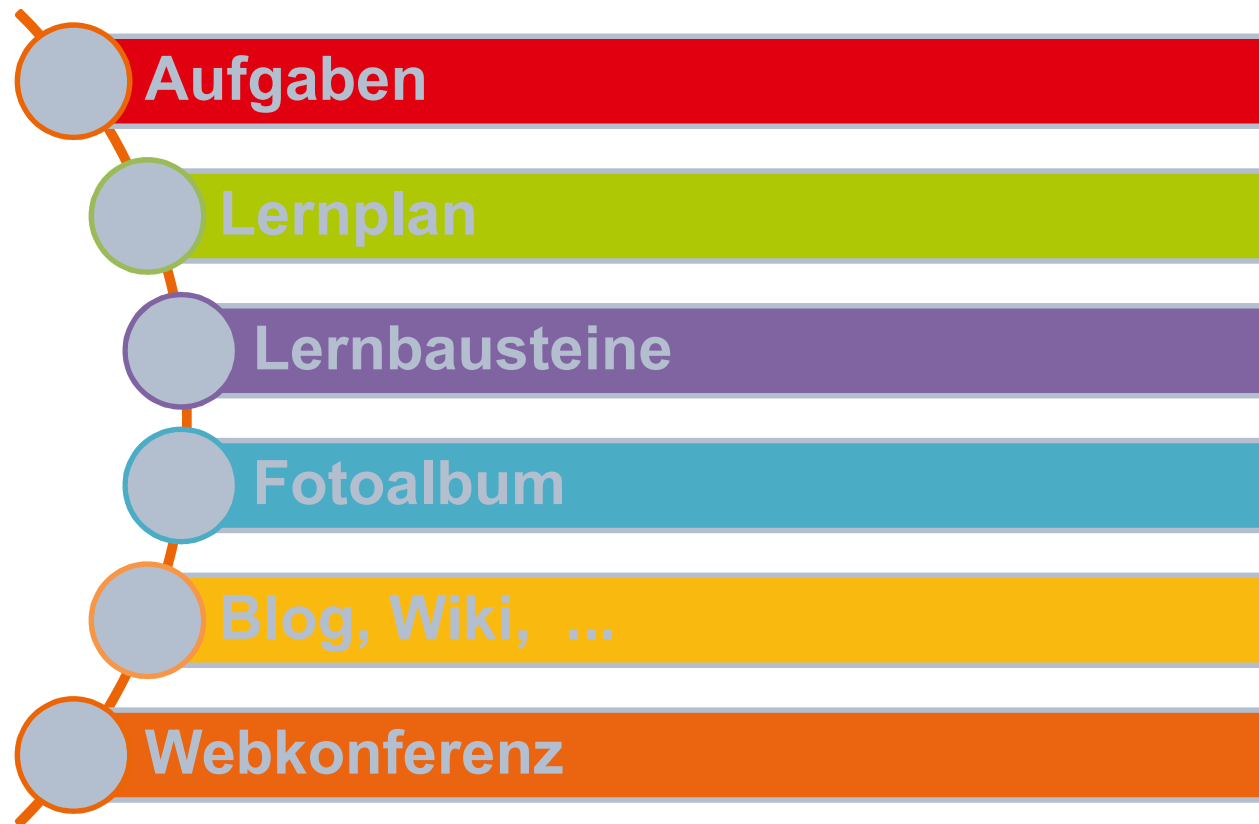 Aufgaben
Lernplan
Lernbausteine
Fotoalbum
Blog, Wiki, ...
Webkonferenz